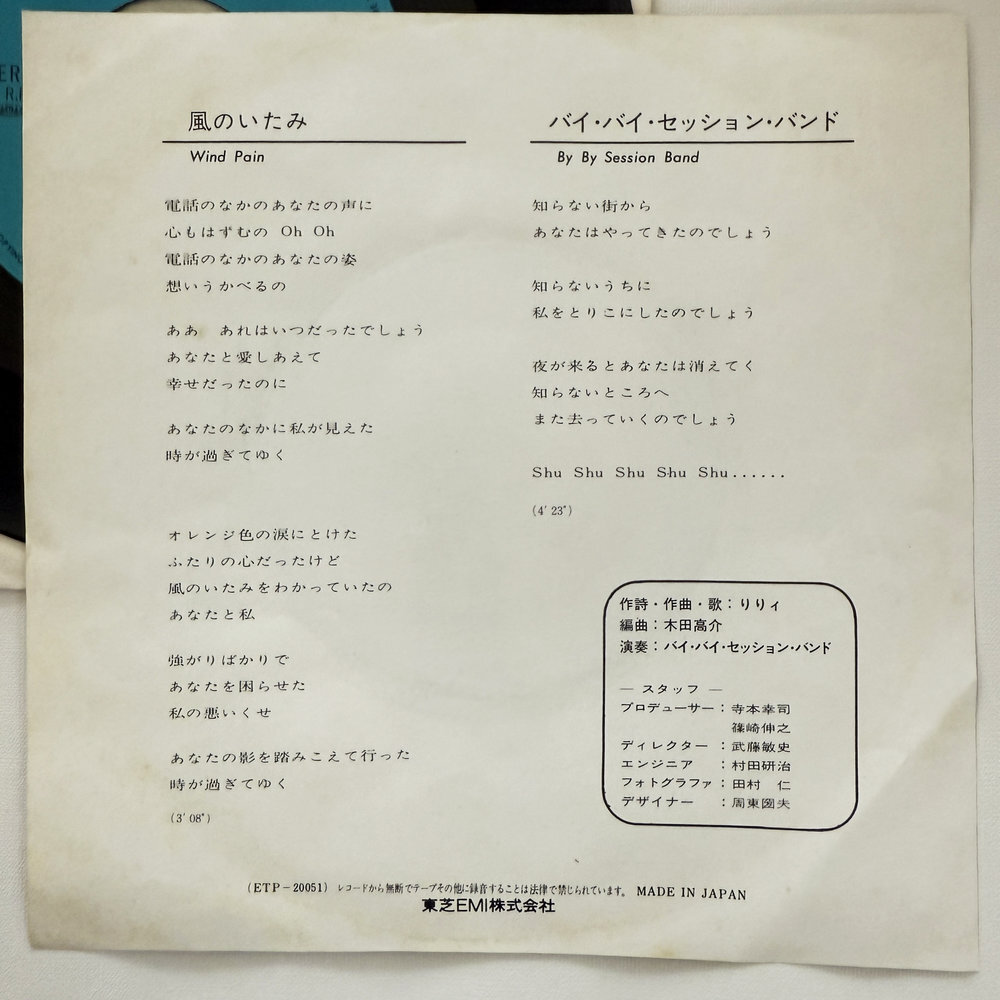 風のいたみ
Wind Pain
電話のなかのあなたの声に
心もはずむの Oh Oh
電話のなかのあなたの姿
想いうかべるの
ああ　あれはいつだったでしょう
あなたと愛しあえて
幸せだったのに
あなたのなかに私が見えた
時が過ぎてゆく
オレンジ色の涙にとけた
ふたりの心だったけど
風のいたみをわかっていたの
あなたと私
強がりばかりで
あなたを困らせた
私の悪いくせ
あなたの影を踏みこえて行った
時が過ぎてゆく
(3′08″)
バイ・バイ・セッション・バンド
By By Session Band
知らない街から
あなたはやってきたのでしょう
知らないうちに
私をとりこにしたのでしょう
夜が来るとあなたは消えてく
知らないところへ
また去っていくのでしょう
Shu Shu Shu Shu Shu......
(4′23″)
作詩・作曲・歌：りりィ
編曲：木田高介
演奏：バイ・バイ・セッション・バンド
— スタッフ —
プロデューサー：寺本幸司
篠崎伸之
ディレクター：武藤敏史
エンジニア：村田研治
フォトグラファ：田村　仁
デザイナー：周東圀夫
(ETP－20051) レコードから無断でテープその他に録音することは法律で禁じられています。 MADE IN JAPAN
東芝EMI株式会社